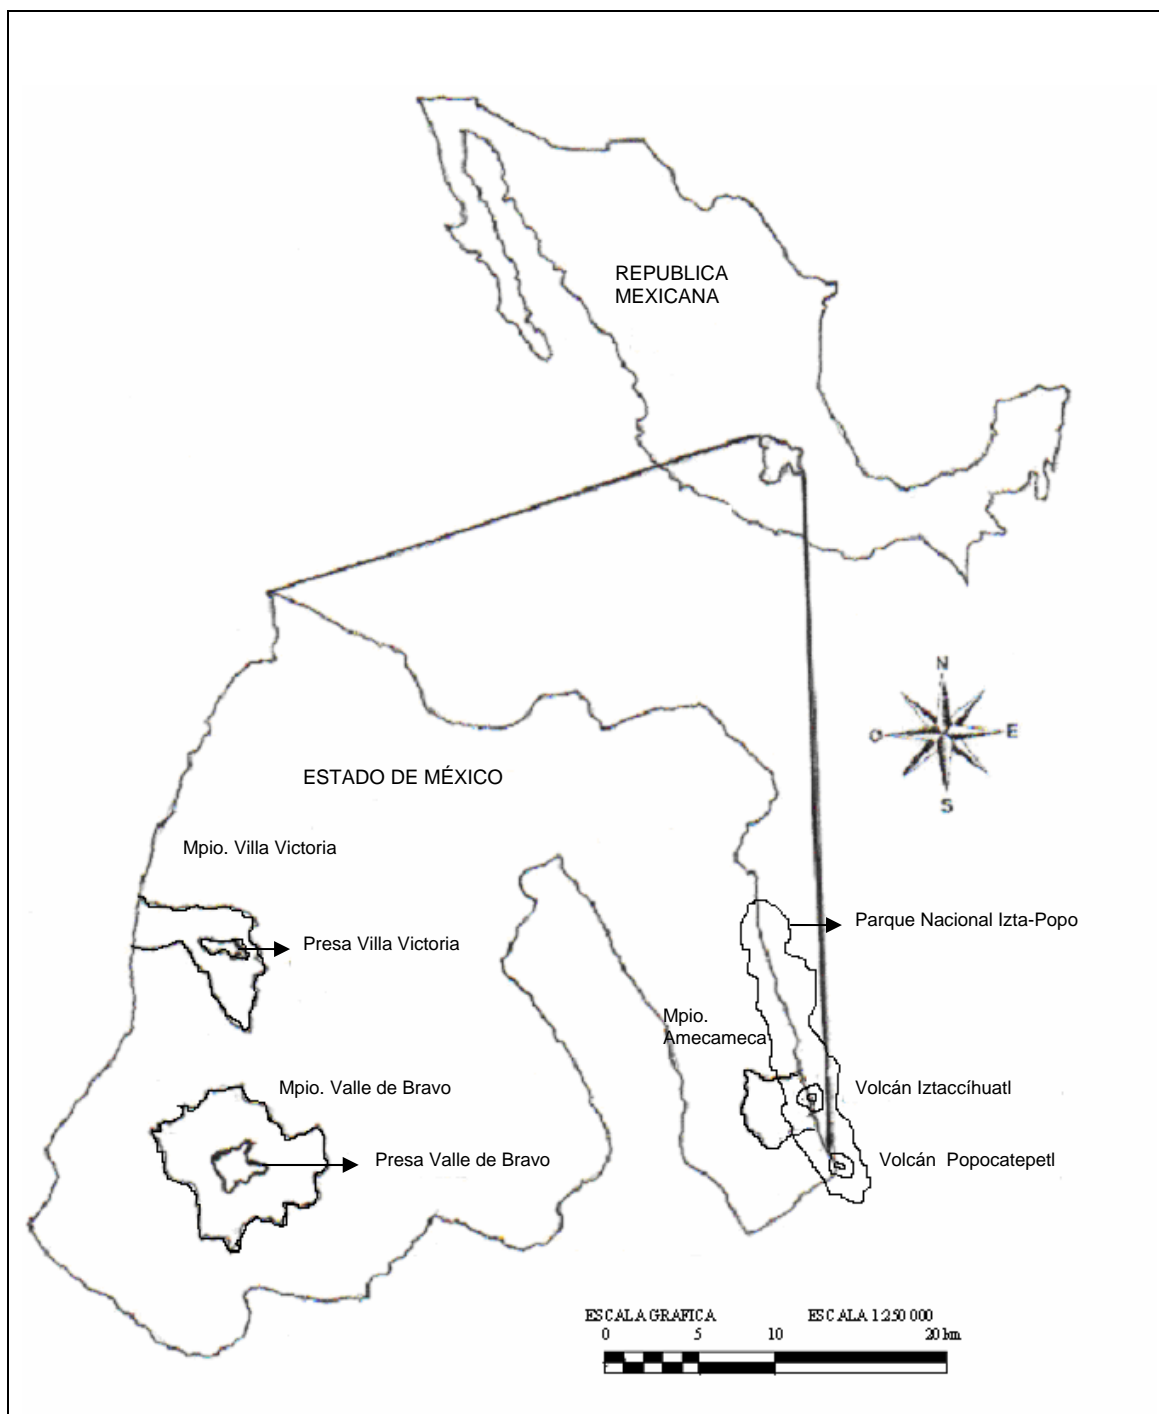 REPUBLICA
MEXICANA
N
O E
S
ESTADO DE MÉXICO
Mpio. Villa Victoria
Parque Nacional Izta-Popo
Presa Villa Victoria
Mpio.
Amecameca
Mpio. Valle de Bravo
Volcán Iztaccíhuatl
Presa Valle de Bravo
Volcán Popocatepetl
ESCALA GRAFICA ESCALA 1:250 000
0 5 10 20 km